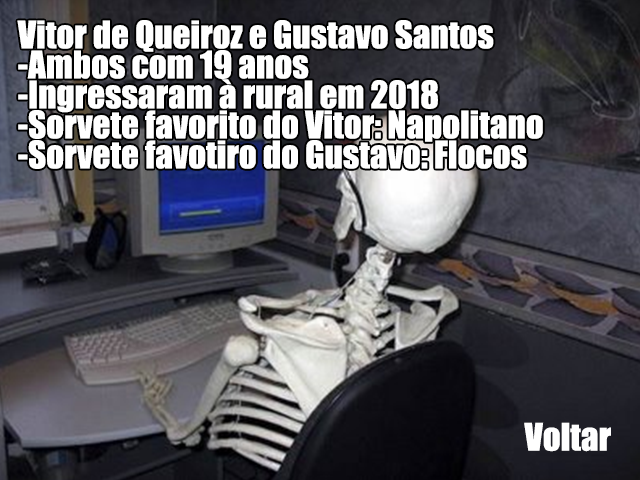 Vitor de Queiroz e Gustavo Santos
-Ambos com 19 anos
-Ingressaram à rural em 2018
-Sorvete favorito do Vitor: Napolitano
-Sorvete favotiro do Gustavo: Flocos
Voltar